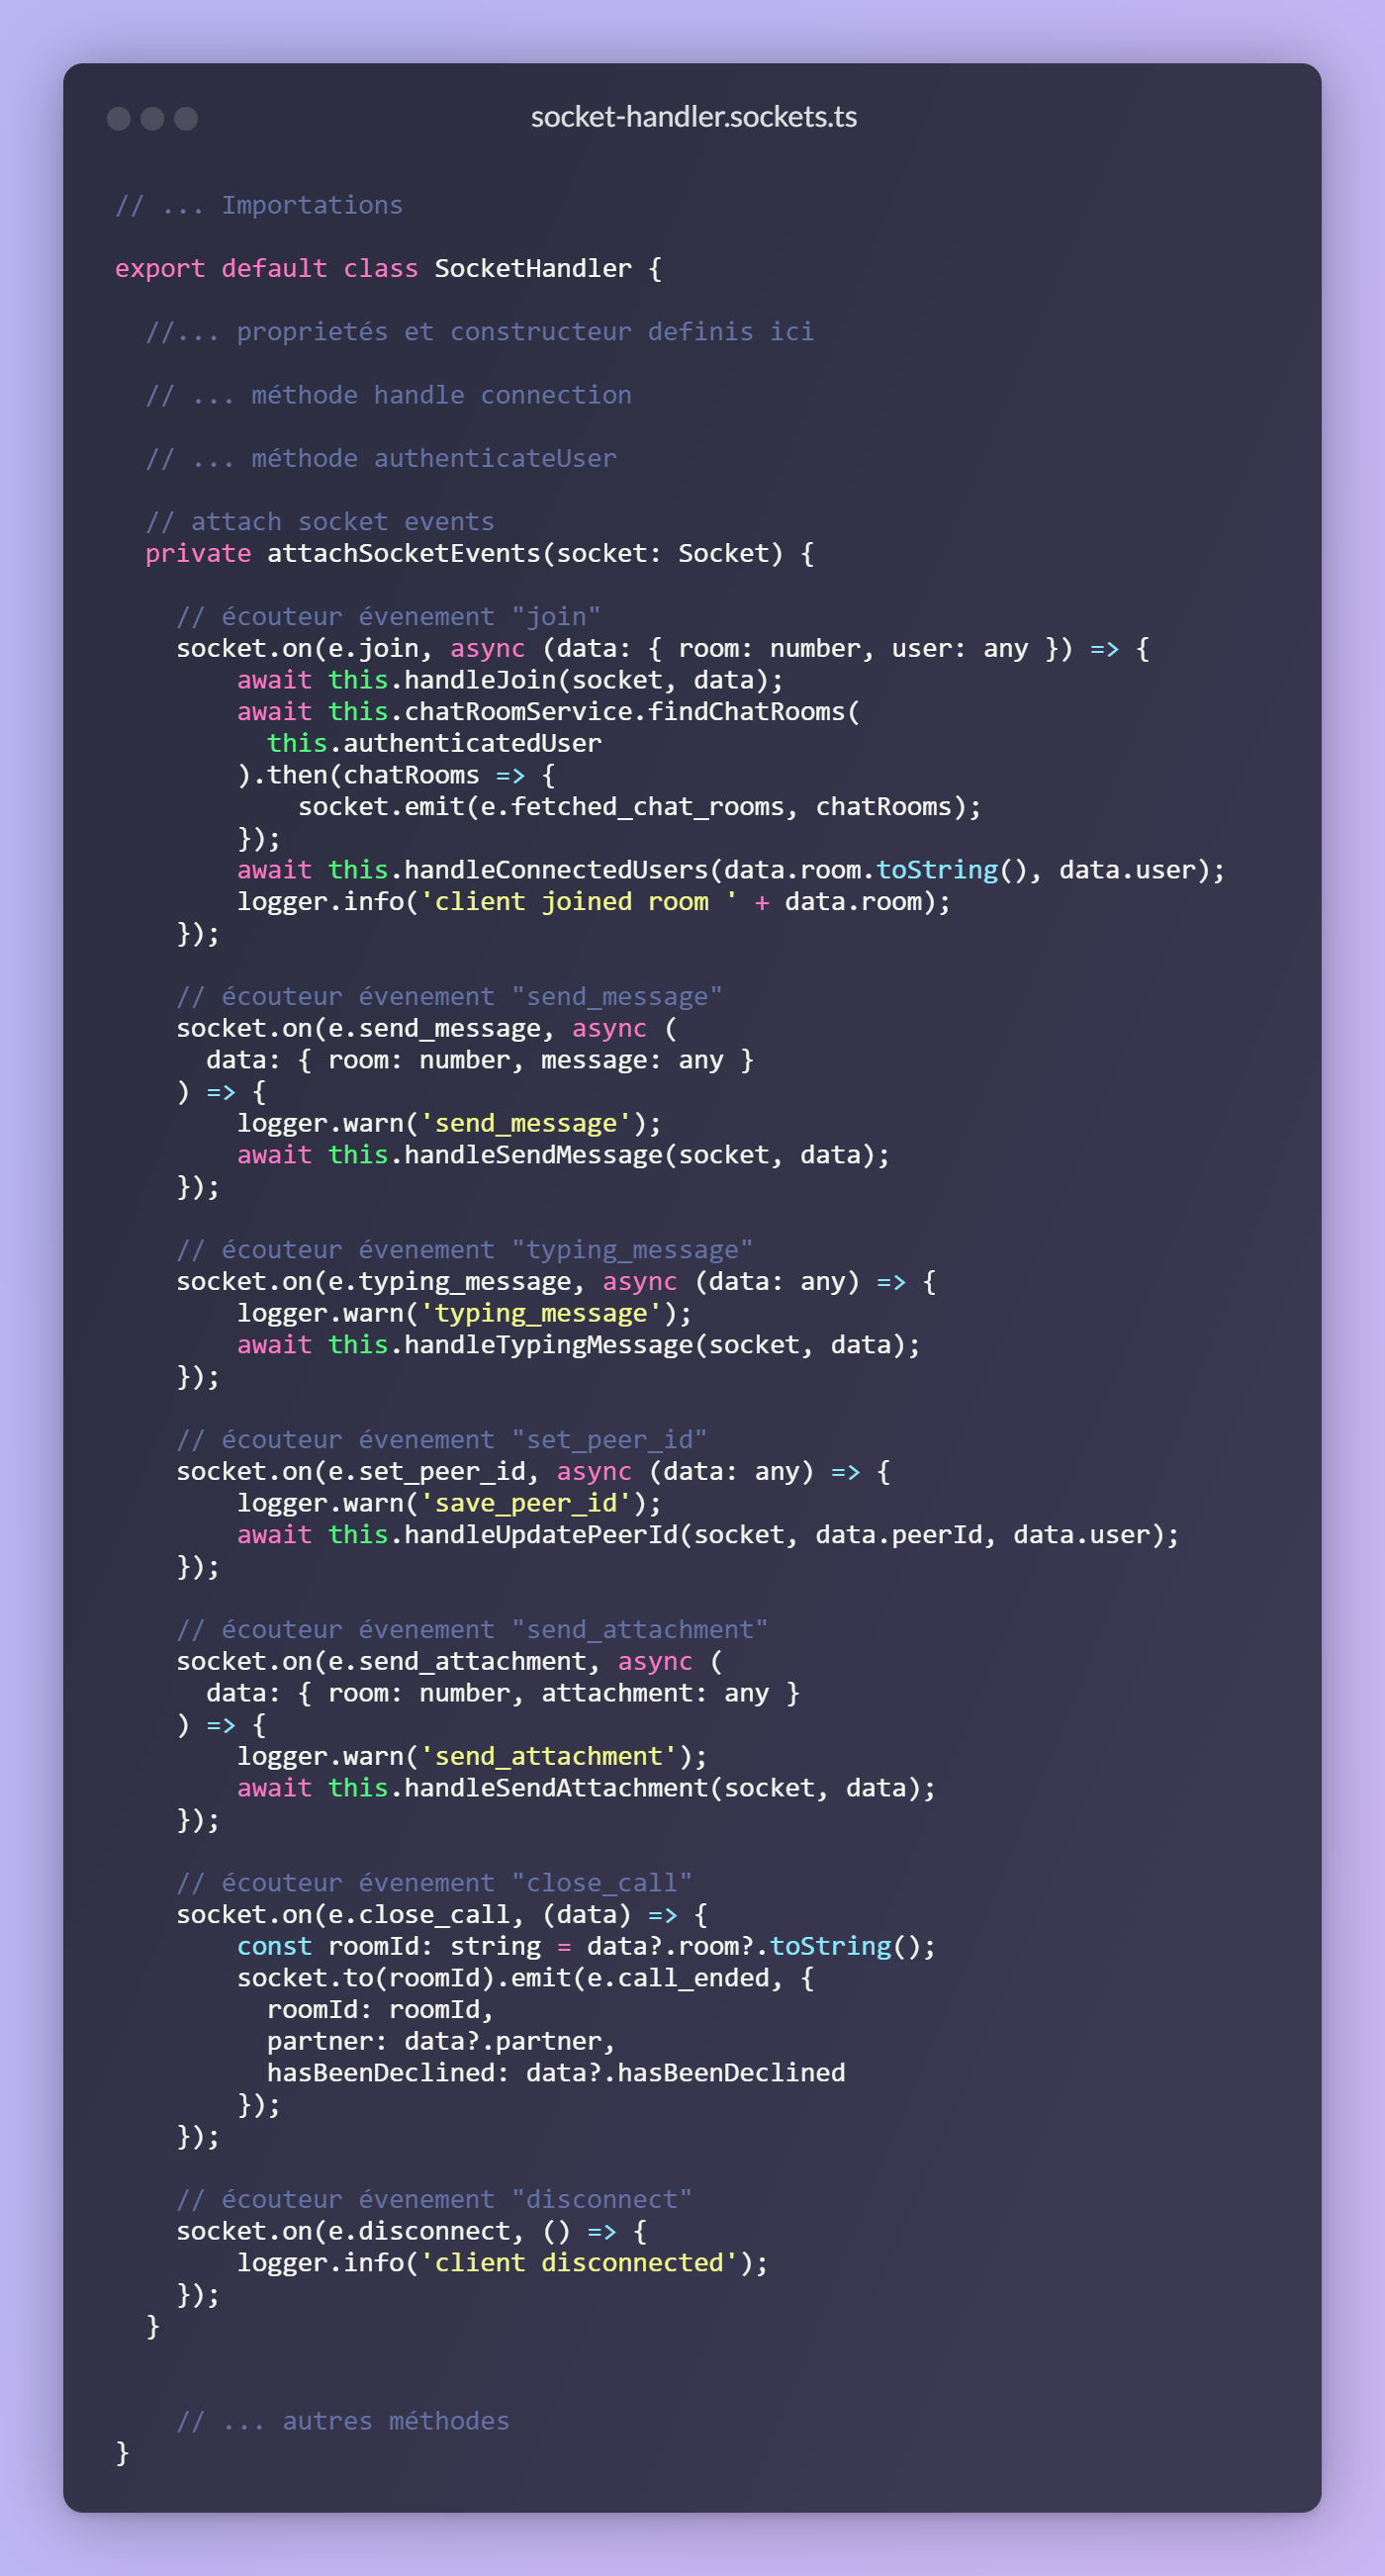 socket-handler.sockets.ts
// ... Importations
export default class SocketHandler {
//... proprietés et constructeur definis ici
// ... méthode handle connection
// ... méthode authenticateUser
// attach socket events
private attachSocketEvents(socket: Socket) {
// écouteur évenement "join"
socket.on(e.join, async (data: { room: number, user: any }) => {
await this.handleJoin(socket, data);
await this.chatRoomService.findChatRooms(
this.authenticatedUser
).then(chatRooms => {
socket.emit(e.fetched_chat_rooms, chatRooms);
});
await this.handleConnectedUsers(data.room.toString(), data.user);
logger.info('client joined room ' + data.room);
});
// écouteur évenement "send_message"
socket.on(e.send_message, async (
data: { room: number, message: any }
) => {
logger.warn('send_message');
await this.handleSendMessage(socket, data);
});
// écouteur évenement "typing_message"
socket.on(e.typing_message, async (data: any) => {
logger.warn('typing_message');
await this.handleTypingMessage(socket, data);
});
// écouteur évenement "set_peer_id"
socket.on(e.set_peer_id, async (data: any) => {
logger.warn('save_peer_id');
await this.handleUpdatePeerId(socket, data.peerId, data.user);
});
// écouteur évenement "send_attachment"
socket.on(e.send_attachment, async (
data: { room: number, attachment: any }
) => {
logger.warn('send_attachment');
await this.handleSendAttachment(socket, data);
});
// écouteur évenement "close_call"
socket.on(e.close_call, (data) => {
const roomId: string = data?.room?.toString();
socket.to(roomId).emit(e.call_ended, {
roomId: roomId,
partner: data?.partner,
hasBeenDeclined: data?.hasBeenDeclined
});
});
// écouteur évenement "disconnect"
socket.on(e.disconnect, () => {
logger.info('client disconnected');
});
}
// ... autres méthodes
}